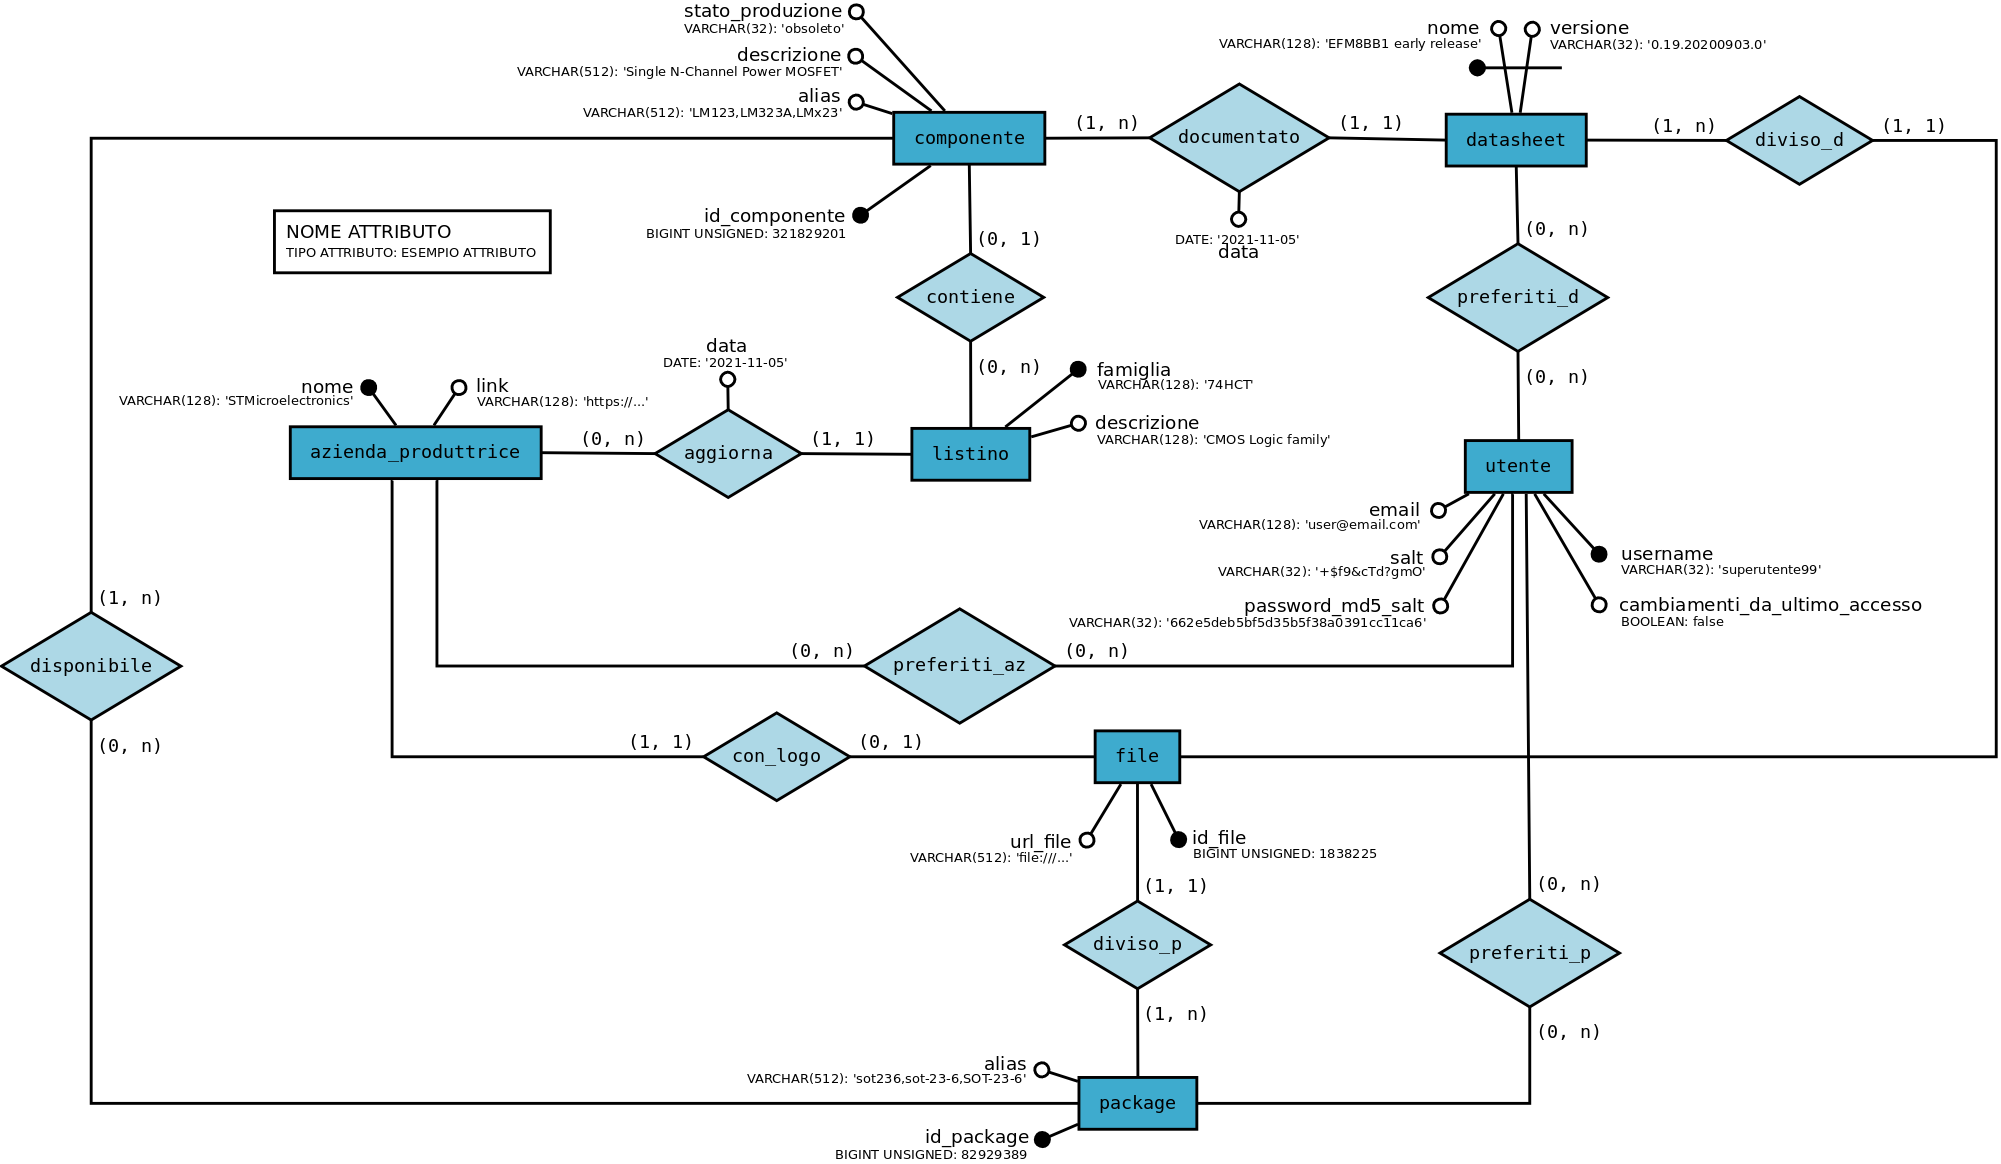 stato_produzione
VARCHAR(32): 'obsoleto'
descrizione
VARCHAR(512): 'Single N-Channel Power MOSFET'
alias
VARCHAR(512): 'LM123,LM323A,LMx23'
nome
VARCHAR(128): 'EFM8BB1 early release'
versione
VARCHAR(32): '0.19.20200903.0'
componente
(1, n)
documentato
(1, 1)
datasheet
(1, n)
diviso_d
(1, 1)
id_componente
BIGINT UNSIGNED: 321829201
DATE: '2021-11-05'
data
NOME ATTRIBUTO
TIPO ATTRIBUTO: ESEMPIO ATTRIBUTO
(0, 1)
contiene
(0, n)
(0, n)
preferiti_d
(0, n)
data
DATE: '2021-11-05'
nome
VARCHAR(128): 'STMicroelectronics'
link
VARCHAR(128): 'https://...'
famiglia
VARCHAR(128): '74HCT'
descrizione
VARCHAR(128): 'CMOS Logic family'
azienda_produttrice
(0, n)
aggiorna
(1, 1)
listino
utente
email
VARCHAR(128): 'user@email.com'
salt
VARCHAR(32): '+$f9&cTd?gmO'
password_md5_salt
VARCHAR(32): '662e5deb5bf5d35b5f38a0391cc11ca6'
username
VARCHAR(32): 'superutente99'
cambiamenti_da_ultimo_accesso
BOOLEAN: false
(1, n)
disponibile
(0, n)
(0, n)
preferiti_az
(0, n)
(1, 1)
con_logo
(0, 1)
file
url_file
VARCHAR(512): 'file:///...'
id_file
BIGINT UNSIGNED: 1838225
(1, 1)
diviso_p
(1, n)
(0, n)
preferiti_p
(0, n)
alias
VARCHAR(512): 'sot236,sot-23-6,SOT-23-6'
package
id_package
BIGINT UNSIGNED: 82929389